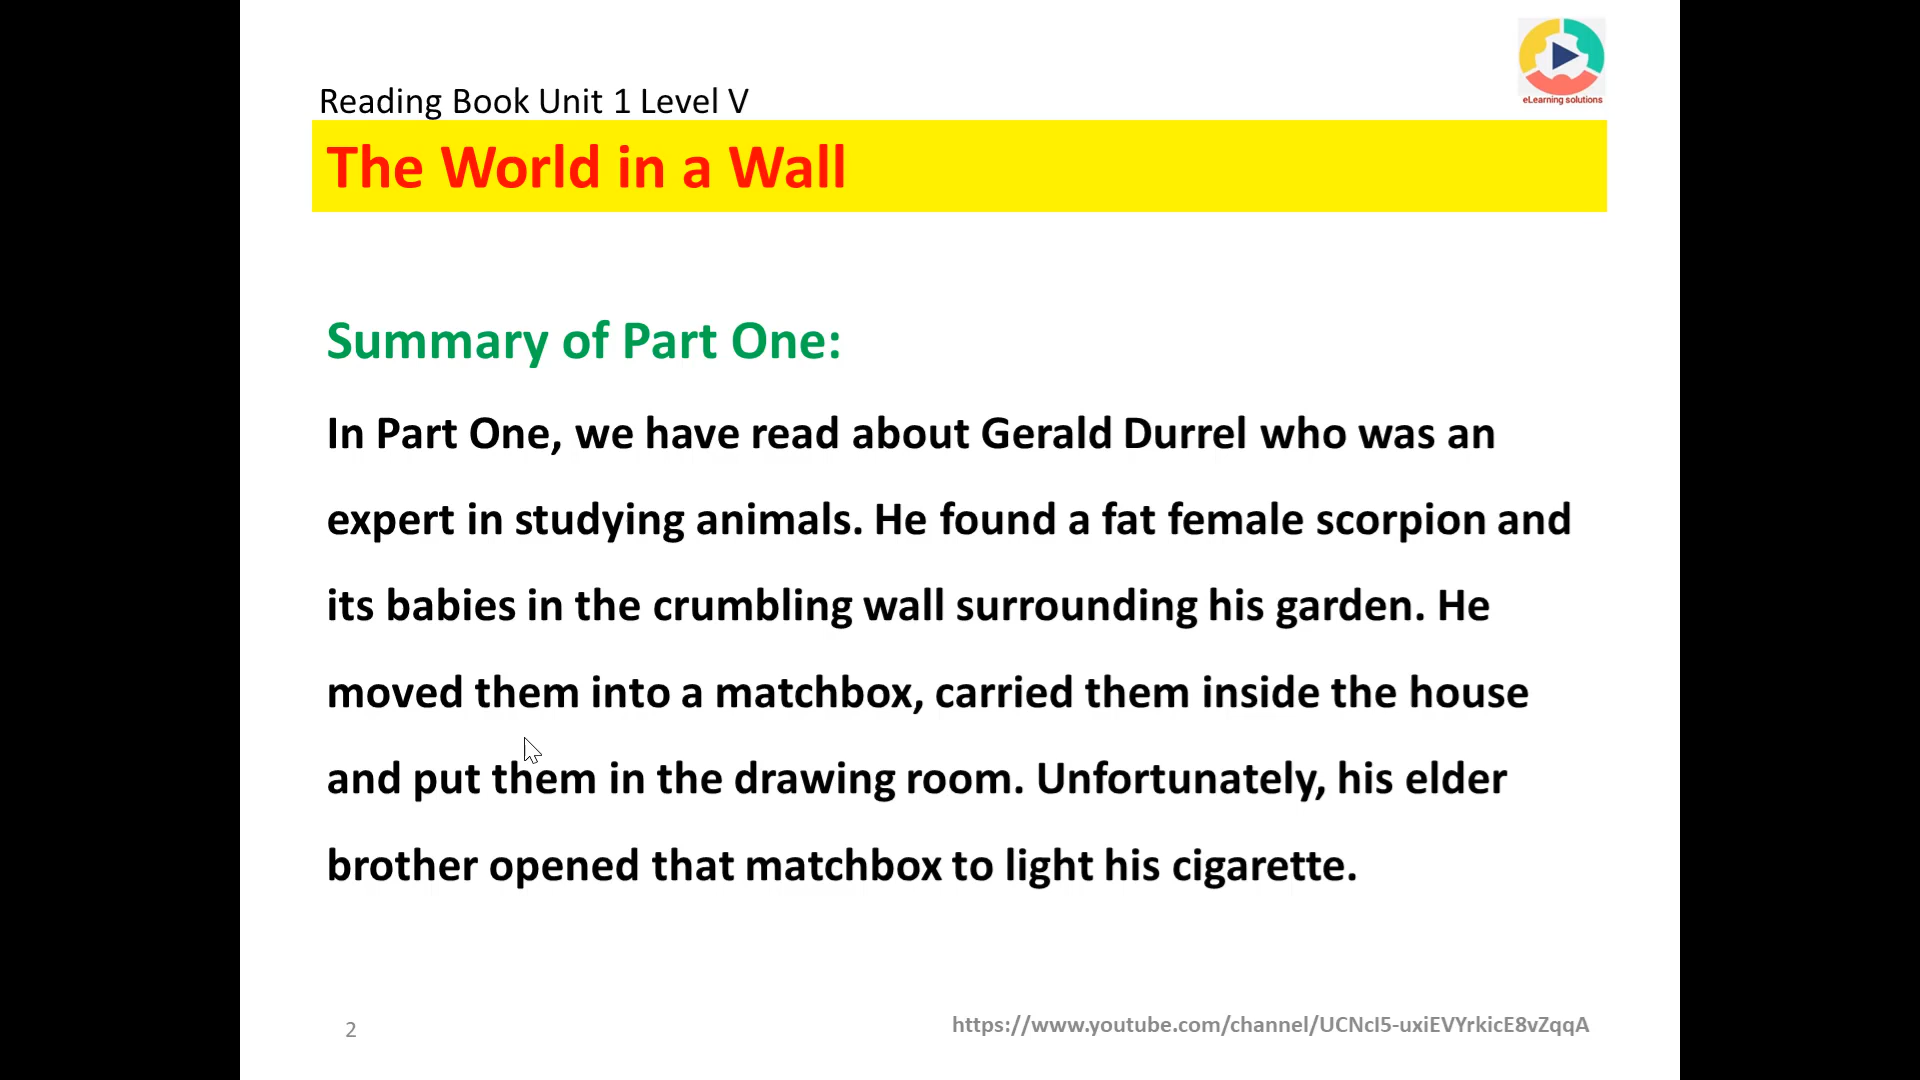 eLearning solutions
Reading Book Unit 1 Level V
The World in a Wall
Summary of Part One:
In Part One, we have read about Gerald Durrel who was an
expert in studying animals. He found a fat female scorpion and
its babies in the crumbling wall surrounding his garden. He
moved them into a matchbox, carried them inside the house
and put them in the drawing room. Unfortunately, his elder
brother opened that matchbox to light his cigarette.
2
https://www.youtube.com/channel/UCNcI5-uxiEVYrkicE8vZqqA